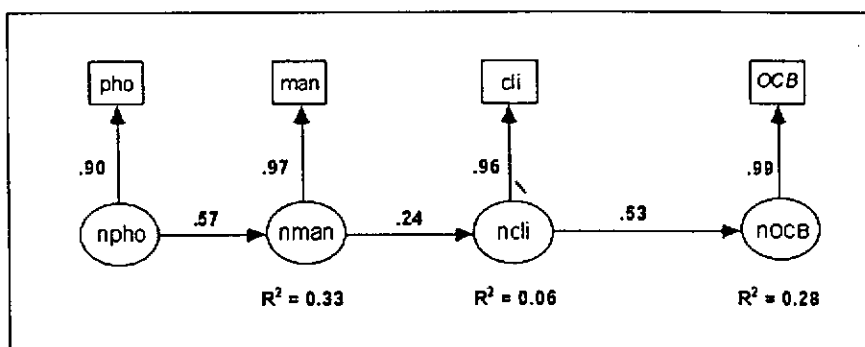 pho man cli OCB
.90 .97 .96 .99
npho .57 nman .24 ncli .53 nOCB
R² = 0.33 R² = 0.06 R² = 0.28